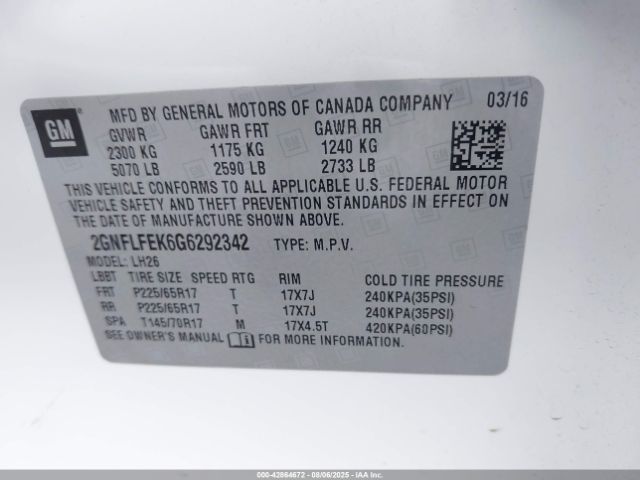 GM
MFD BY GENERAL MOTORS OF CANADA COMPANY 03/16
GVWR GAWR FRT GAWR RR
2300 KG 1175 KG 1240 KG
5070 LB 2590 LB 2733 LB
THIS VEHICLE CONFORMS TO ALL APPLICABLE U.S. FEDERAL MOTOR
VEHICLE SAFETY AND THEFT PREVENTION STANDARDS IN EFFECT ON
THE DATE OF MANUFACTURE SHOWN ABOVE.
2GNFLFEK6G6292342 TYPE: M.P.V.
MODEL: LH26
LBBT TIRE SIZE SPEED RTG RIM COLD TIRE PRESSURE
FRT P225/65R17 T 17X7J 240KPA(35PSI)
RR P225/65R17 T 17X7J 240KPA(35PSI)
SPA T145/70R17 M 17X4.5T 420KPA(60PSI)
SEE OWNER'S MANUAL FOR MORE INFORMATION.
000-42864672 - 08/06/2025 - IAA Inc.